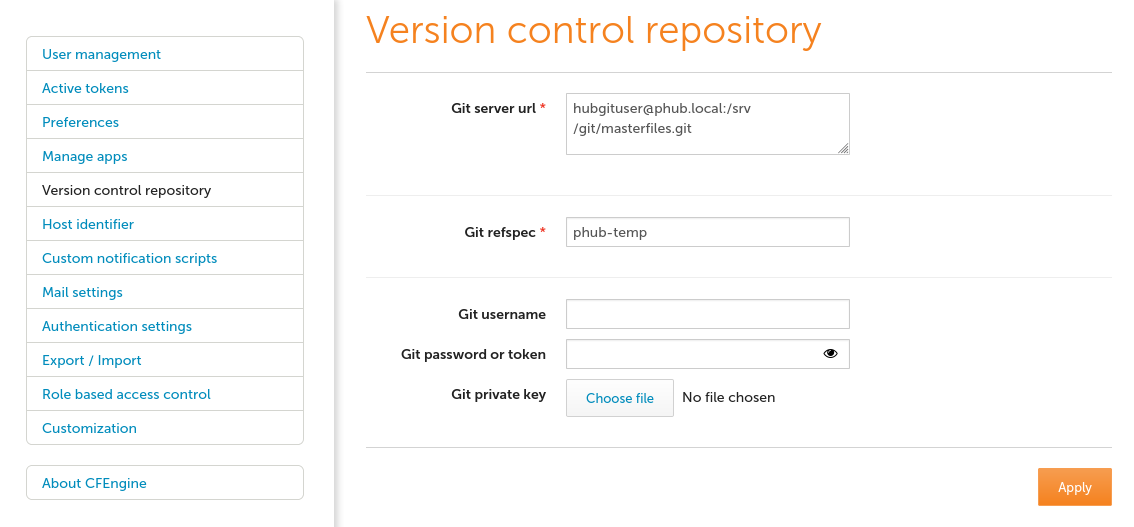 User management
Active tokens
Preferences
Manage apps
Version control repository
Host identifier
Custom notification scripts
Mail settings
Authentication settings
Export / Import
Role based access control
Customization
About CFEngine
Version control repository
Git server url *
hubgituser@phub.local:/srv
/git/masterfiles.git
Git refspec *
phub-temp
Git username
Git password or token
Git private key
Choose file No file chosen
Apply